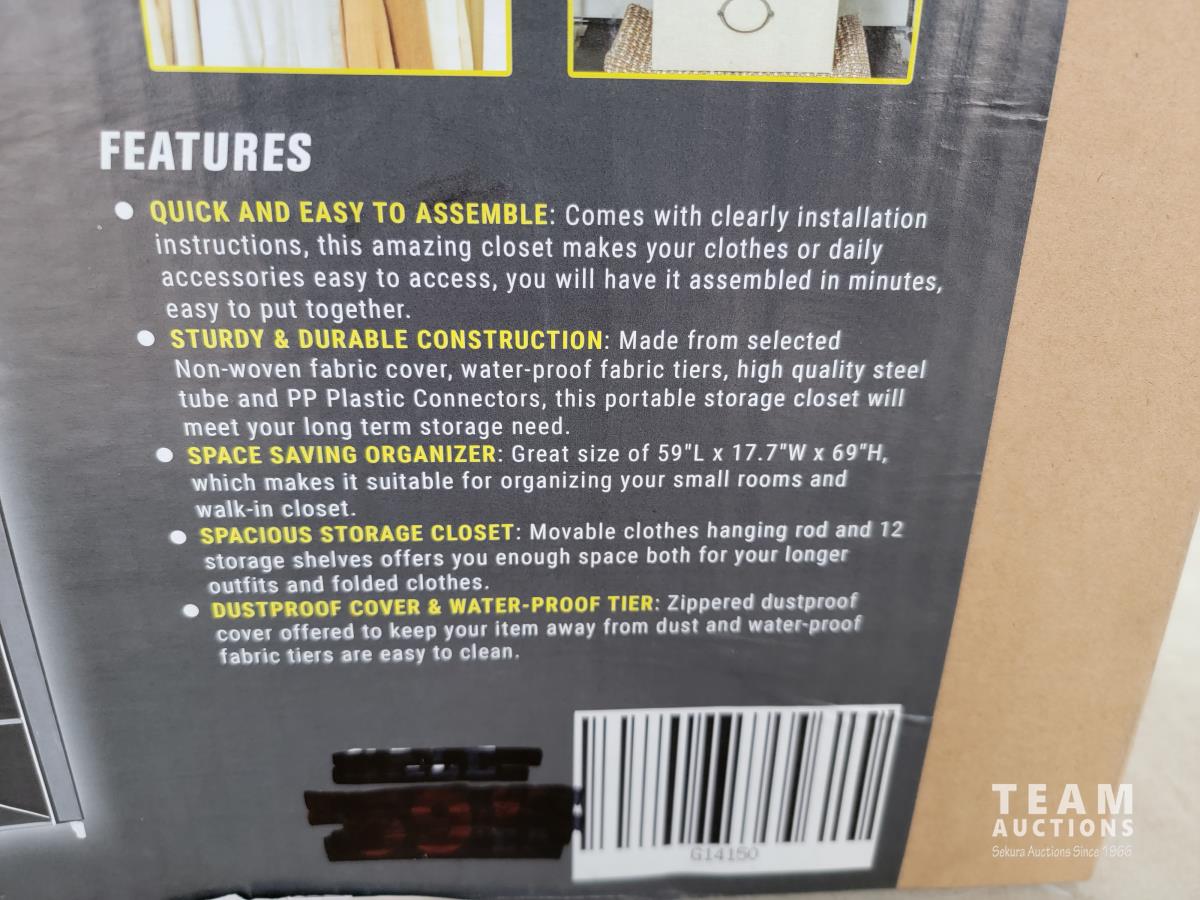 FEATURES
QUICK AND EASY TO ASSEMBLE: Comes with clearly installation
instructions, this amazing closet makes your clothes or daily
accessories easy to access, you will have it assembled in minutes,
easy to put together.
STURDY & DURABLE CONSTRUCTION: Made from selected
Non-woven fabric cover, water-proof fabric tiers, high quality steel
tube and PP Plastic Connectors, this portable storage closet will
meet your long term storage need.
SPACE SAVING ORGANIZER: Great size of 59"L x 17.7"W x 69"H,
which makes it suitable for organizing your small rooms and
walk-in closet.
SPACIOUS STORAGE CLOSET: Movable clothes hanging rod and 12
storage shelves offers you enough space both for your longer
outfits and folded clothes.
DUSTPROOF COVER & WATER-PROOF TIER: Zippered dustproof
cover offered to keep your item away from dust and water-proof
fabric tiers are easy to clean.
G14150
TEAM
AUCTIONS
Sekura Auctions Since 1966